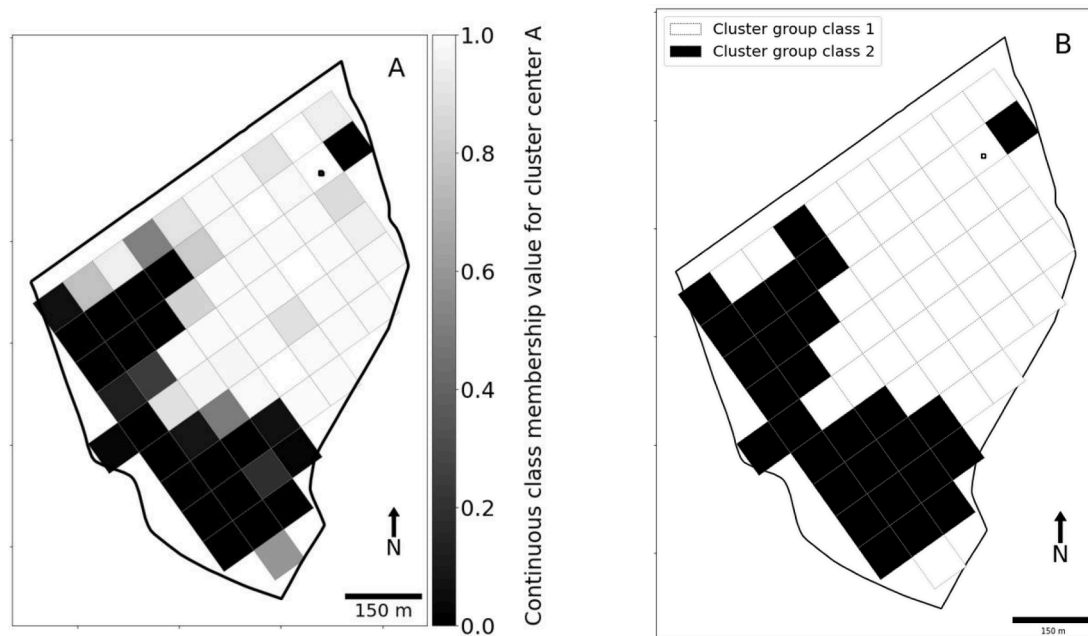 A
1.0
0.8
0.6
0.4
0.2
0.0
Continuous class membership value for cluster center A
N
150 m
Cluster group class 1
Cluster group class 2
B
N
150 m